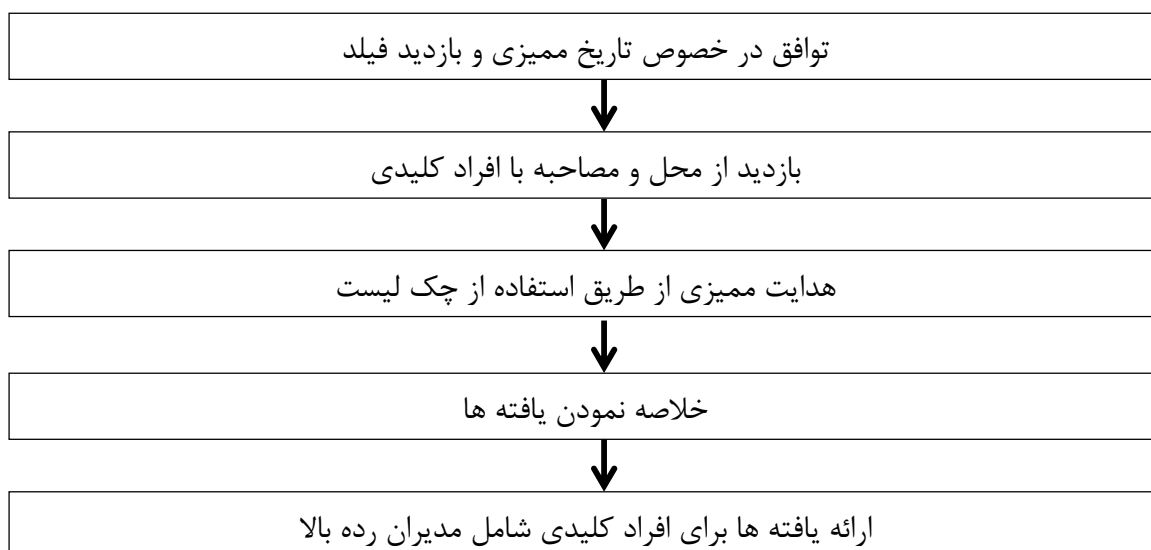 توافق در خصوص تاریخ ممیزی و بازدید فیلد
بازدید از محل و مصاحبه با افراد کلیدی
هدایت ممیزی از طریق استفاده از چک لیست
خلاصه نمودن یافته ها
ارائه یافته ها برای افراد کلیدی شامل مدیران رده بالا